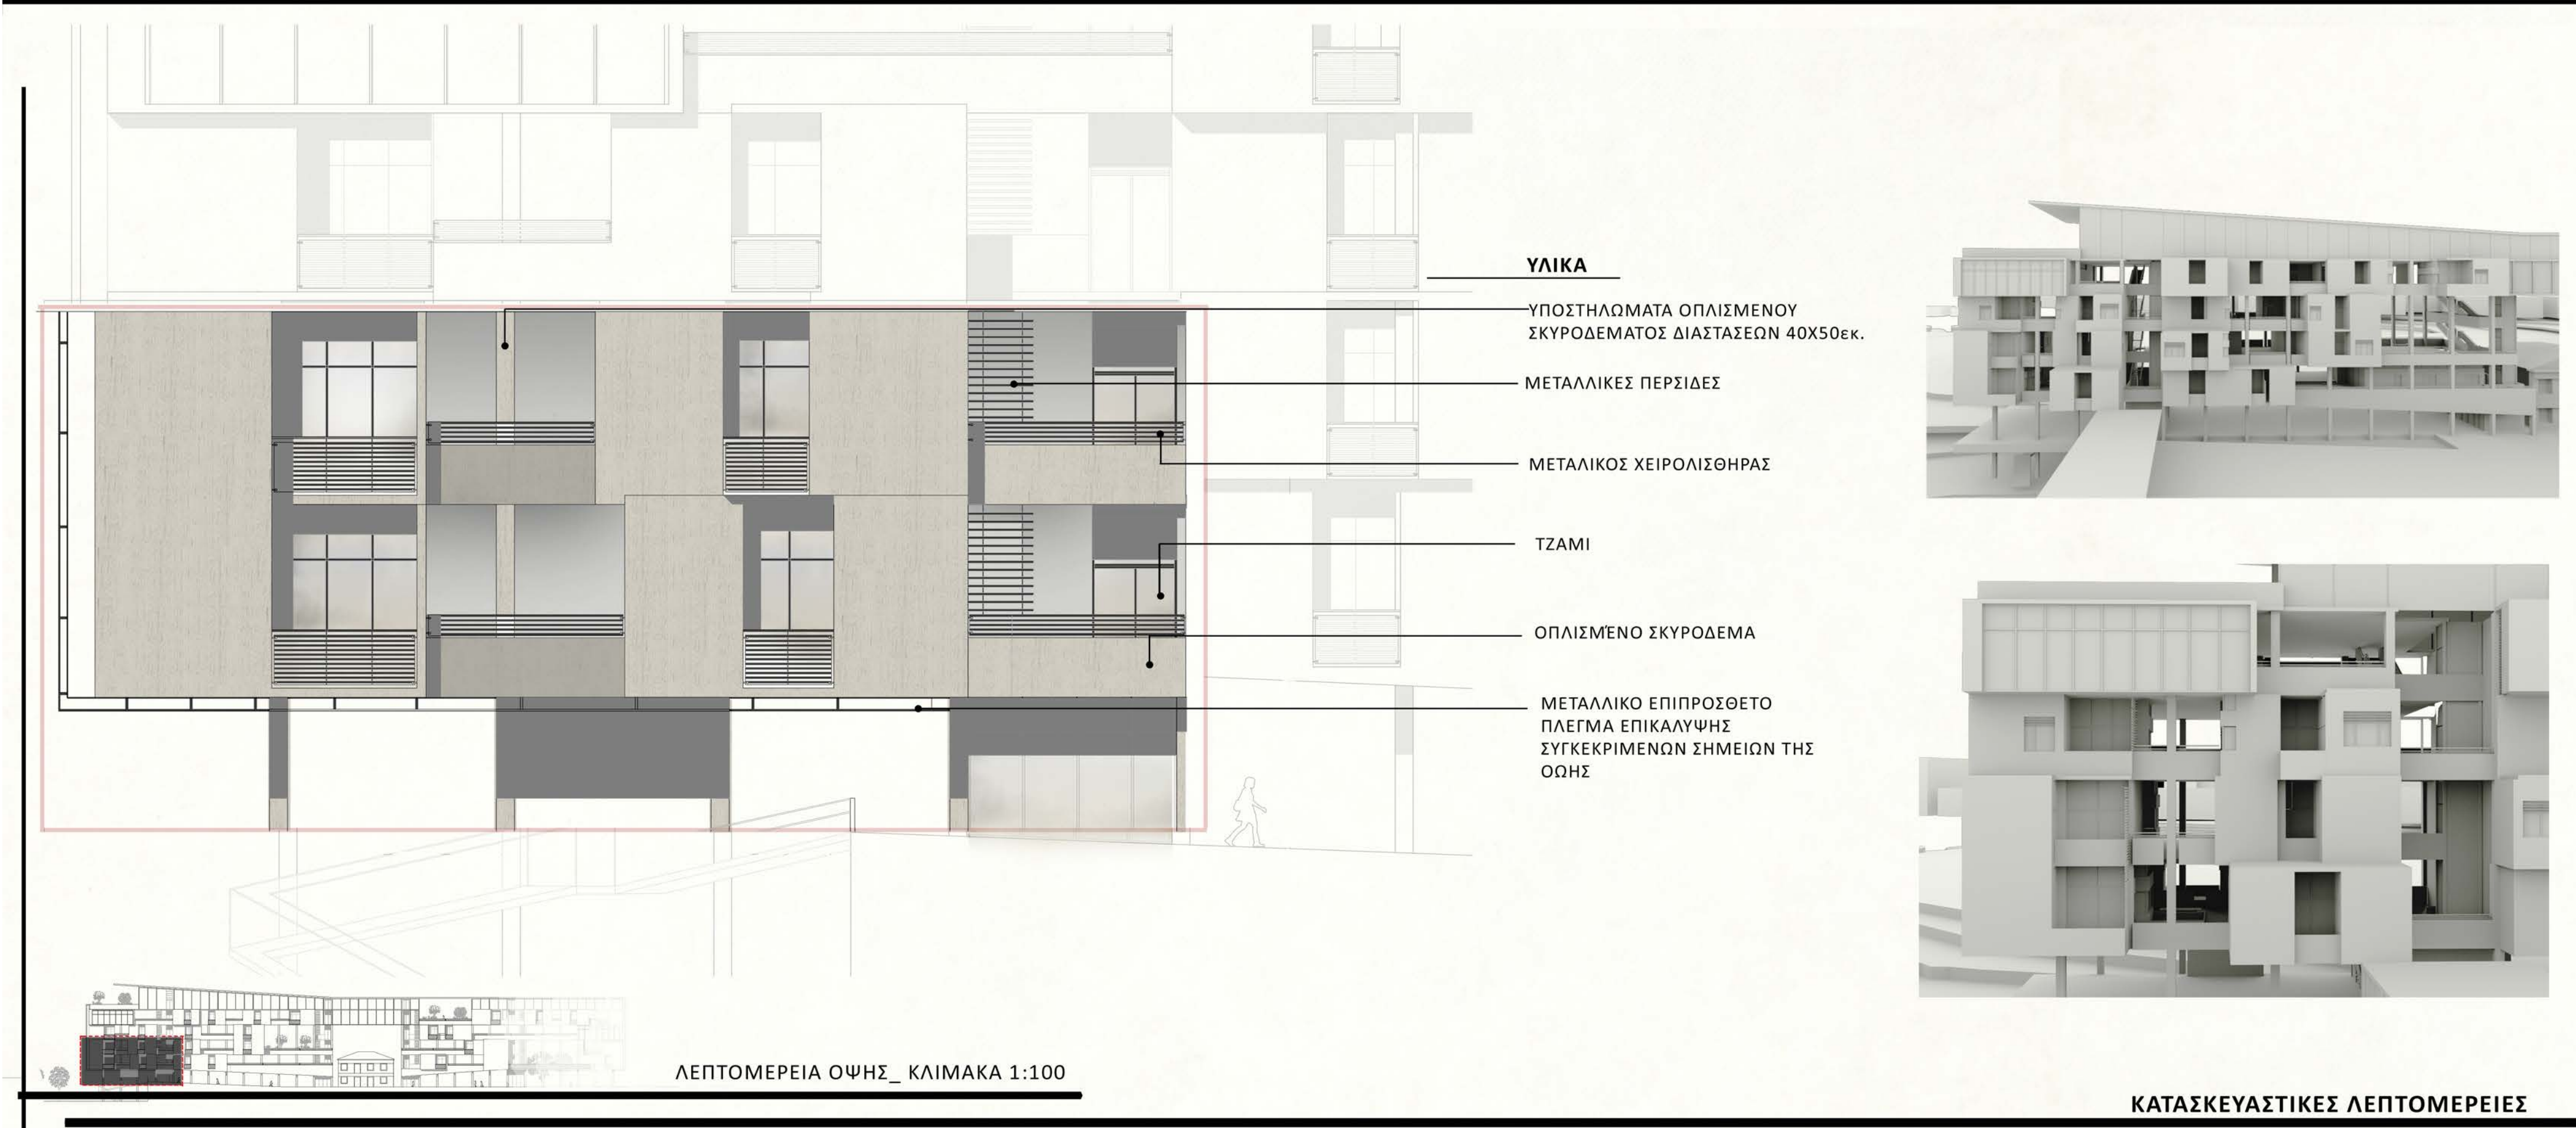 ΥΛΙΚΑ
ΥΠΟΣΤΗΛΩΜΑΤΑ ΟΠΛΙΣΜΕΝΟΥ
ΣΚΥΡΟΔΕΜΑΤΟΣ ΔΙΑΣΤΑΣΕΩΝ 40Χ50εκ.
ΜΕΤΑΛΛΙΚΕΣ ΠΕΡΣΙΔΕΣ
ΜΕΤΑΛΙΚΟΣ ΧΕΙΡΟΛΙΣΘΗΡΑΣ
ΤΖΑΜΙ
ΟΠΛΙΣΜΈΝΟ ΣΚΥΡΟΔΕΜΑ
ΜΕΤΑΛΛΙΚΟ ΕΠΙΠΡΟΣΘΕΤΟ
ΠΛΕΓΜΑ ΕΠΙΚΑΛΥΨΗΣ
ΣΥΓΚΕΚΡΙΜΕΝΩΝ ΣΗΜΕΙΩΝ ΤΗΣ
ΟΩΗΣ
ΛΕΠΤΟΜΕΡΕΙΑ ΟΨΗΣ_ ΚΛΙΜΑΚΑ 1:100
ΚΑΤΑΣΚΕΥΑΣΤΙΚΕΣ ΛΕΠΤΟΜΕΡΕΙΕΣ